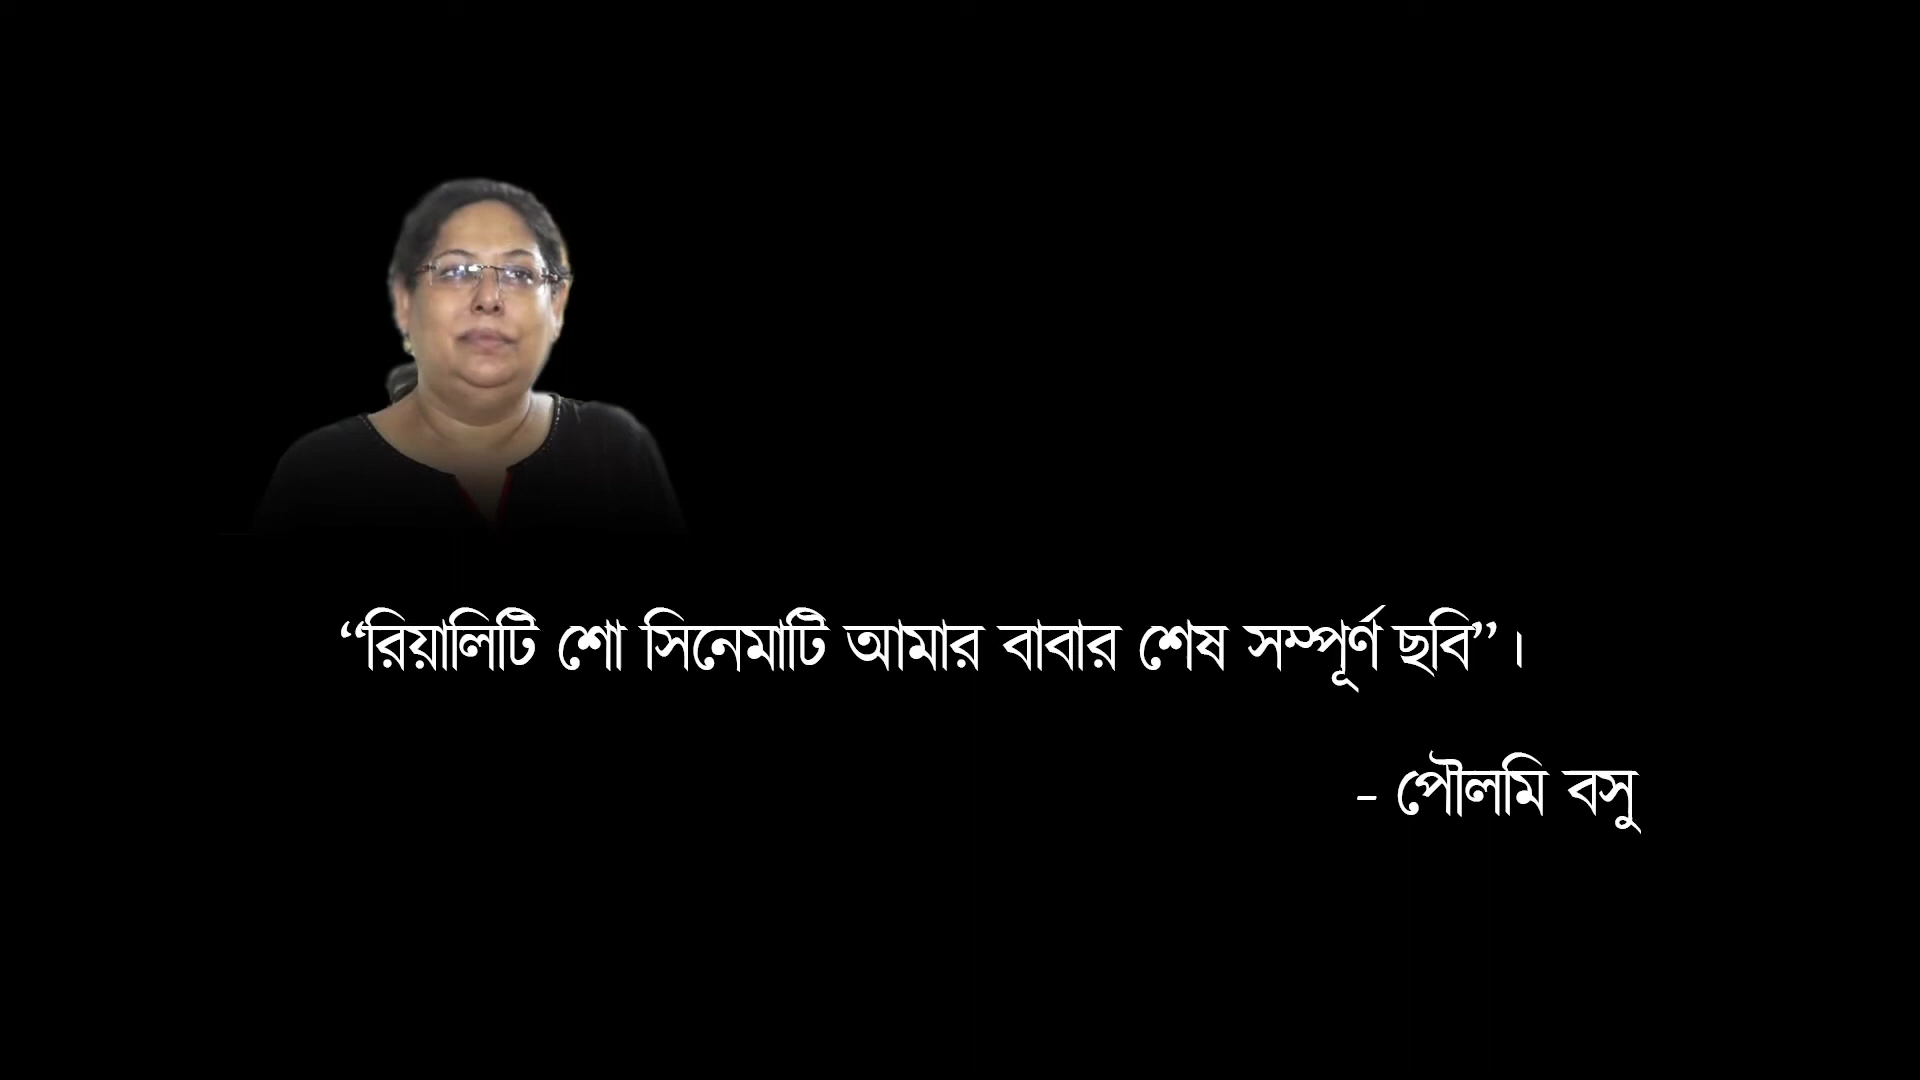 “রিয়ালিটি শো সিনেমাটি আমার বাবার শেষ সম্পূর্ণ ছবি”।
- পৌলমি বসু